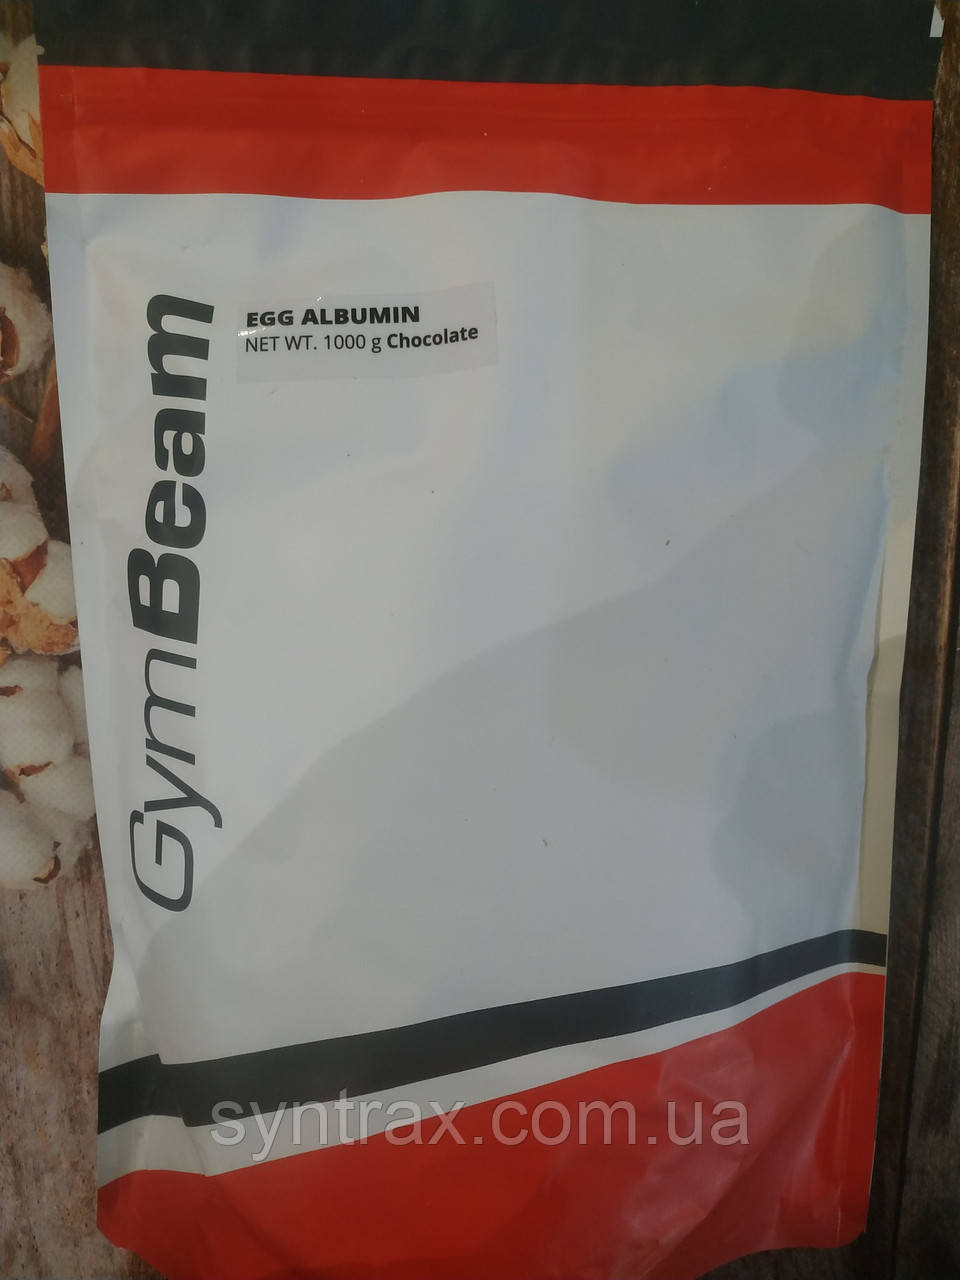 EGG ALBUMIN
NET WT. 1000 g Chocolate
GymBeam
syntrax.com.ua